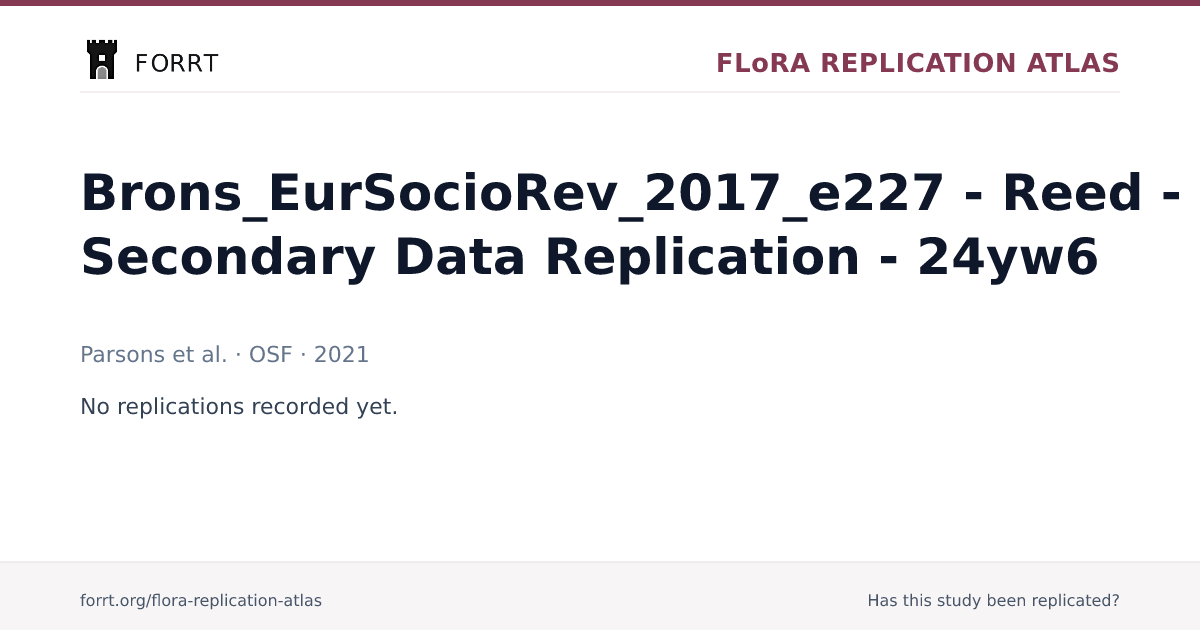 FORRT
FLoRA REPLICATION ATLAS
Brons_EurSocioRev_2017_e227 - Reed -
Secondary Data Replication - 24yw6
Parsons et al. · OSF · 2021
No replications recorded yet.
forrt.org/flora-replication-atlas
Has this study been replicated?